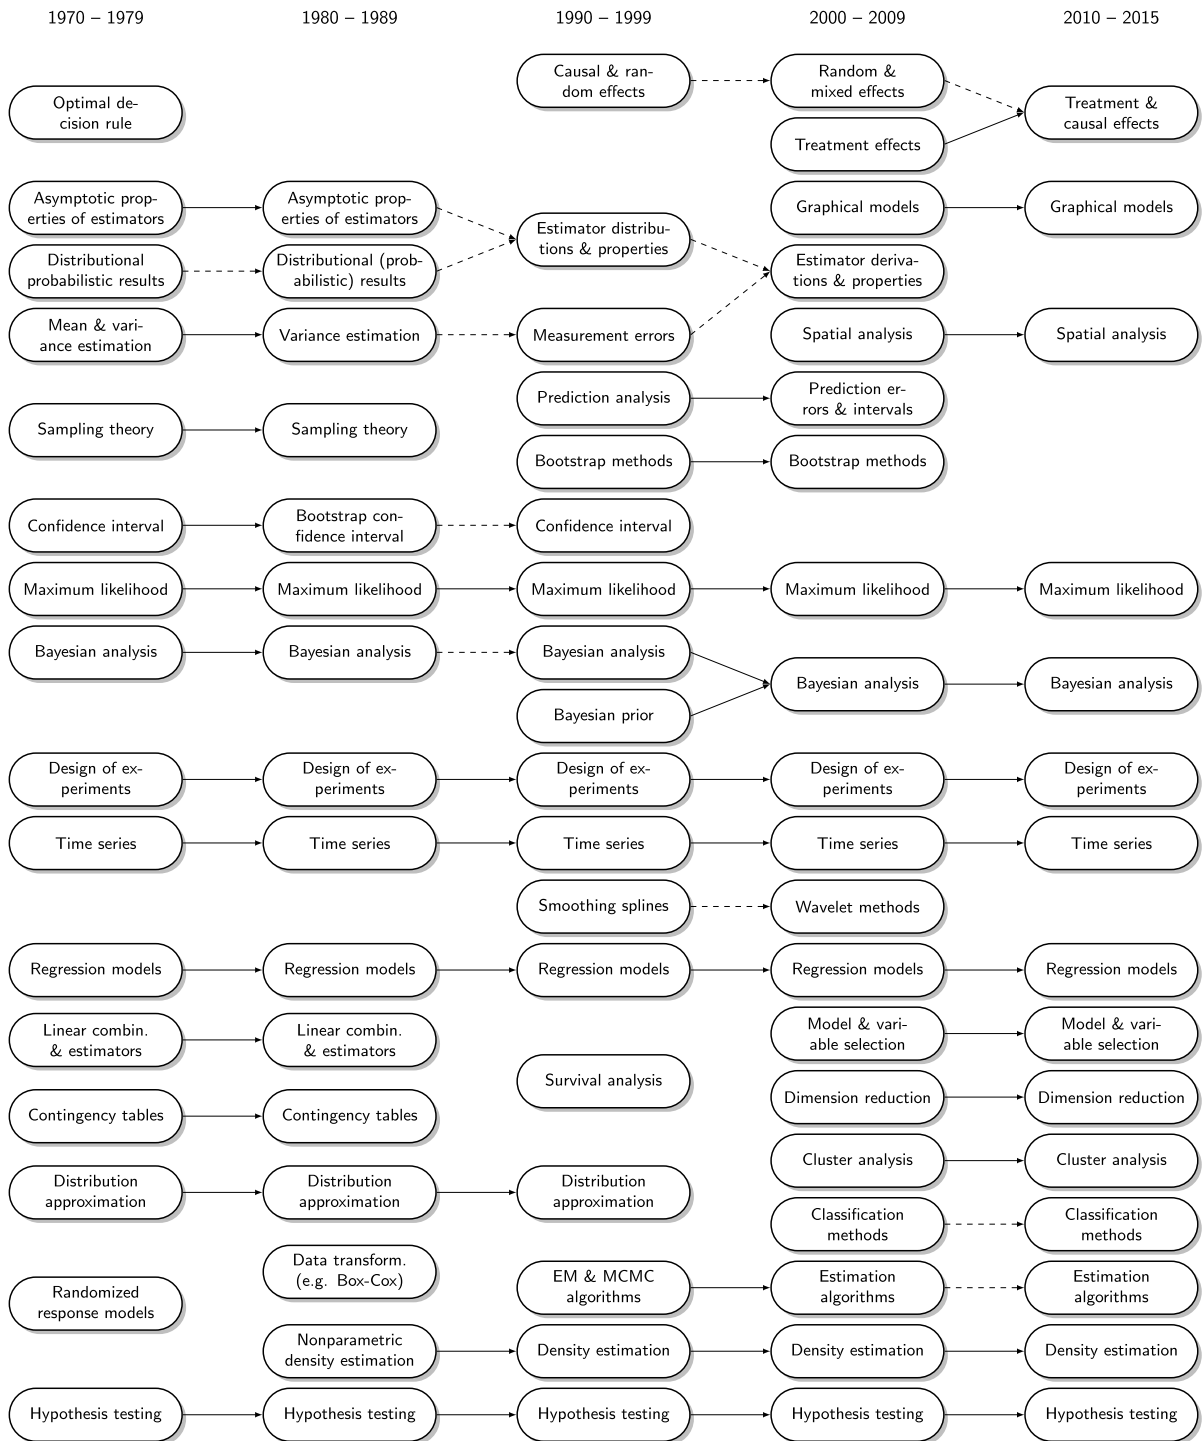 1970 – 1979
1980 – 1989
1990 – 1999
2000 – 2009
2010 – 2015
Causal & ran-
dom effects
Random &
mixed effects
Optimal de-
cision rule
Treatment &
causal effects
Treatment effects
Asymptotic prop-
erties of estimators
Asymptotic prop-
erties of estimators
Graphical models
Graphical models
Estimator distribu-
tions & properties
Distributional
probabilistic results
Distributional (prob-
abilistic) results
Estimator deriva-
tions & properties
Mean & vari-
ance estimation
Variance estimation
Measurement errors
Spatial analysis
Spatial analysis
Prediction analysis
Prediction er-
rors & intervals
Sampling theory
Sampling theory
Bootstrap methods
Bootstrap methods
Confidence interval
Bootstrap con-
fidence interval
Confidence interval
Maximum likelihood
Maximum likelihood
Maximum likelihood
Maximum likelihood
Maximum likelihood
Bayesian analysis
Bayesian analysis
Bayesian analysis
Bayesian analysis
Bayesian analysis
Bayesian prior
Design of ex-
periments
Design of ex-
periments
Design of ex-
periments
Design of ex-
periments
Design of ex-
periments
Time series
Time series
Time series
Time series
Time series
Smoothing splines
Wavelet methods
Regression models
Regression models
Regression models
Regression models
Regression models
Linear combin.
& estimators
Linear combin.
& estimators
Model & vari-
able selection
Model & vari-
able selection
Survival analysis
Dimension reduction
Dimension reduction
Contingency tables
Contingency tables
Cluster analysis
Cluster analysis
Distribution
approximation
Distribution
approximation
Distribution
approximation
Classification
methods
Classification
methods
Data transform.
(e.g. Box-Cox)
Randomized
response models
EM & MCMC
algorithms
Estimation
algorithms
Estimation
algorithms
Nonparametric
density estimation
Density estimation
Density estimation
Density estimation
Hypothesis testing
Hypothesis testing
Hypothesis testing
Hypothesis testing
Hypothesis testing